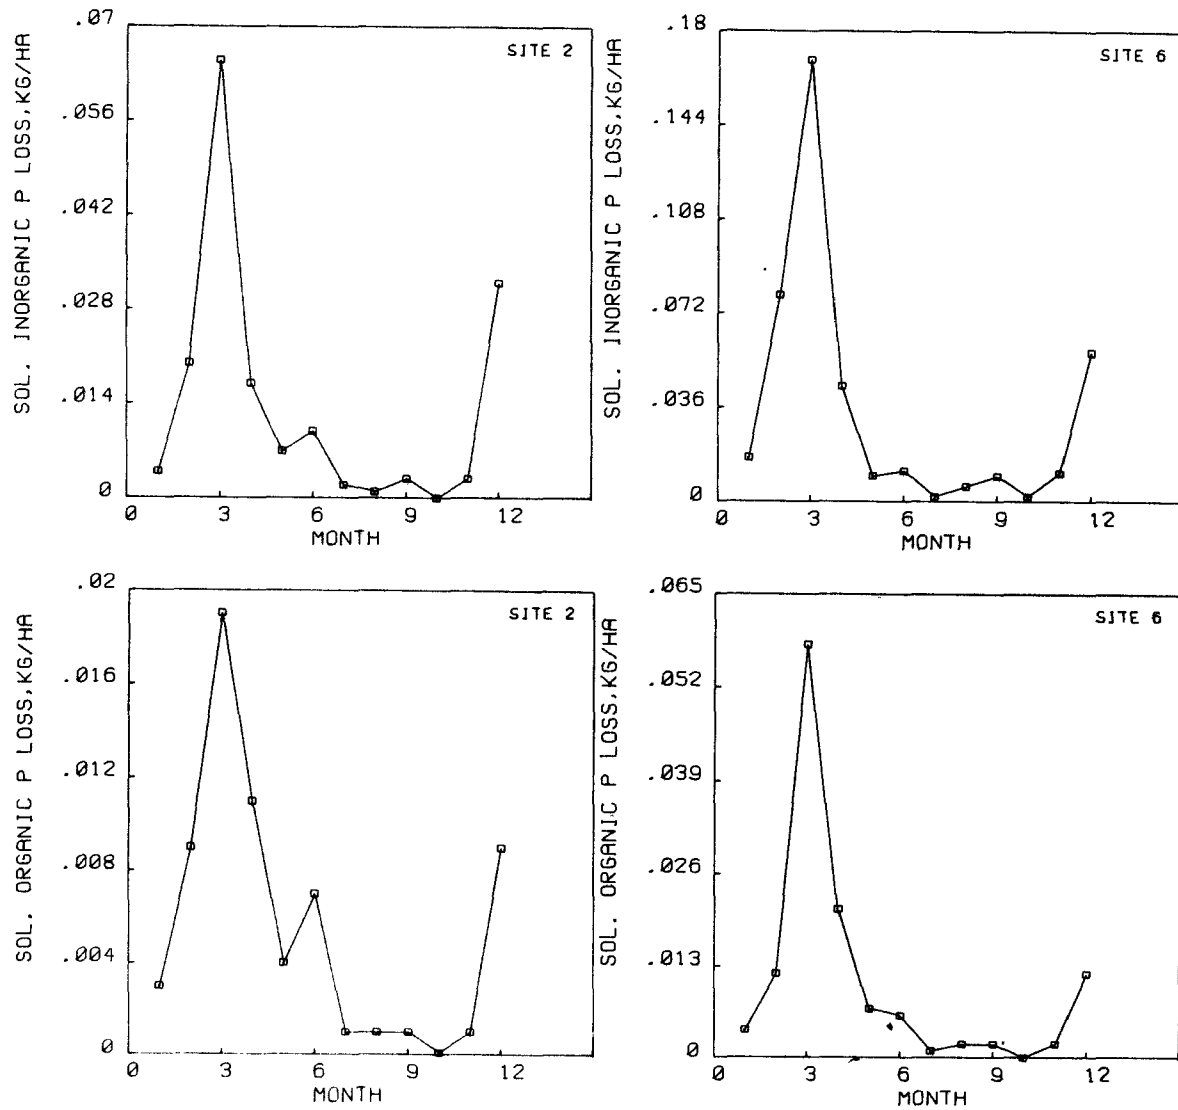 SOL. INORGANIC P LOSS,KG/HA
.07
.056
.042
.028
.014
0
SITE 2
0 3 6 9 12
MONTH
SOL. INORGANIC P LOSS,KG/HA
.18
.144
.108
.072
.036
0
SITE 6
0 3 6 9 12
MONTH
SOL. ORGANIC P LOSS,KG/HA
.02
.016
.012
.008
.004
0
SITE 2
0 3 6 9 12
MONTH
SOL. ORGANIC P LOSS,KG/HA
.065
.052
.039
.026
.013
0
SITE 6
0 3 6 9 12
MONTH